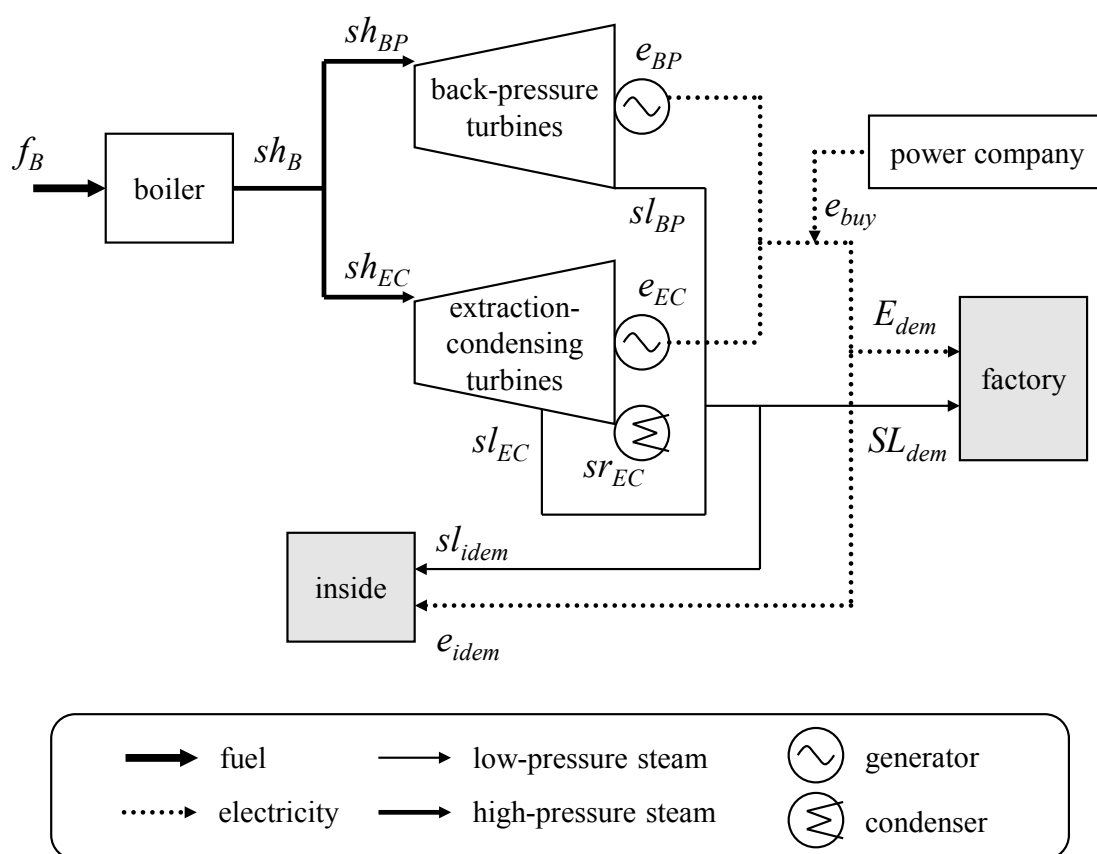 sh_BP
e_BP
back-pressure
turbines
power company
f_B
sh_B
boiler
sl_BP
e_buy
sh_EC
e_EC
extraction-
condensing
turbines
E_dem
factory
sl_EC
sr_EC
SL_dem
sl_idem
inside
e_idem
fuel
low-pressure steam
generator
electricity
high-pressure steam
condenser